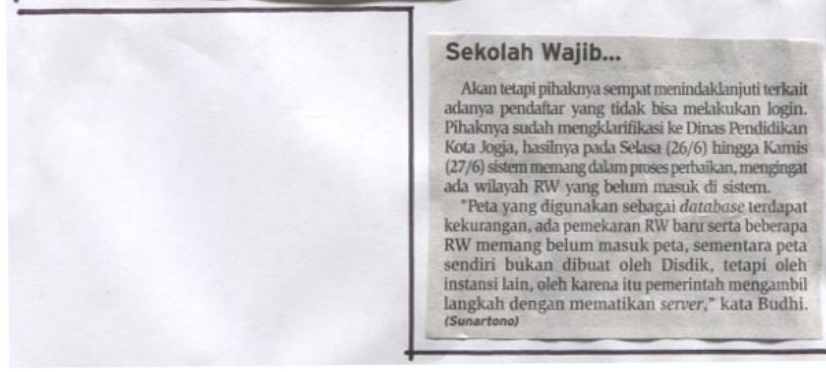 Sekolah Wajib...
Akan tetapi pihaknya sempat menindaklanjuti terkait
adanya pendaftar yang tidak bisa melakukan login.
Pihaknya sudah mengklarifikasi ke Dinas Pendidikan
Kota Jogja, hasilnya pada Selasa (26/6) hingga Kamis
(27/6) sistem memang dalam proses perbaikan, mengingat
ada wilayah RW yang belum masuk di sistem.
"Peta yang digunakan sebagai database terdapat
kekurangan, ada pemekaran RW baru serta beberapa
RW memang belum masuk peta, sementara peta
sendiri bukan dibuat oleh Disdik, tetapi oleh
instansi lain, oleh karena itu pemerintah mengambil
langkah dengan mematikan server," kata Budhi.
(Sunartono)